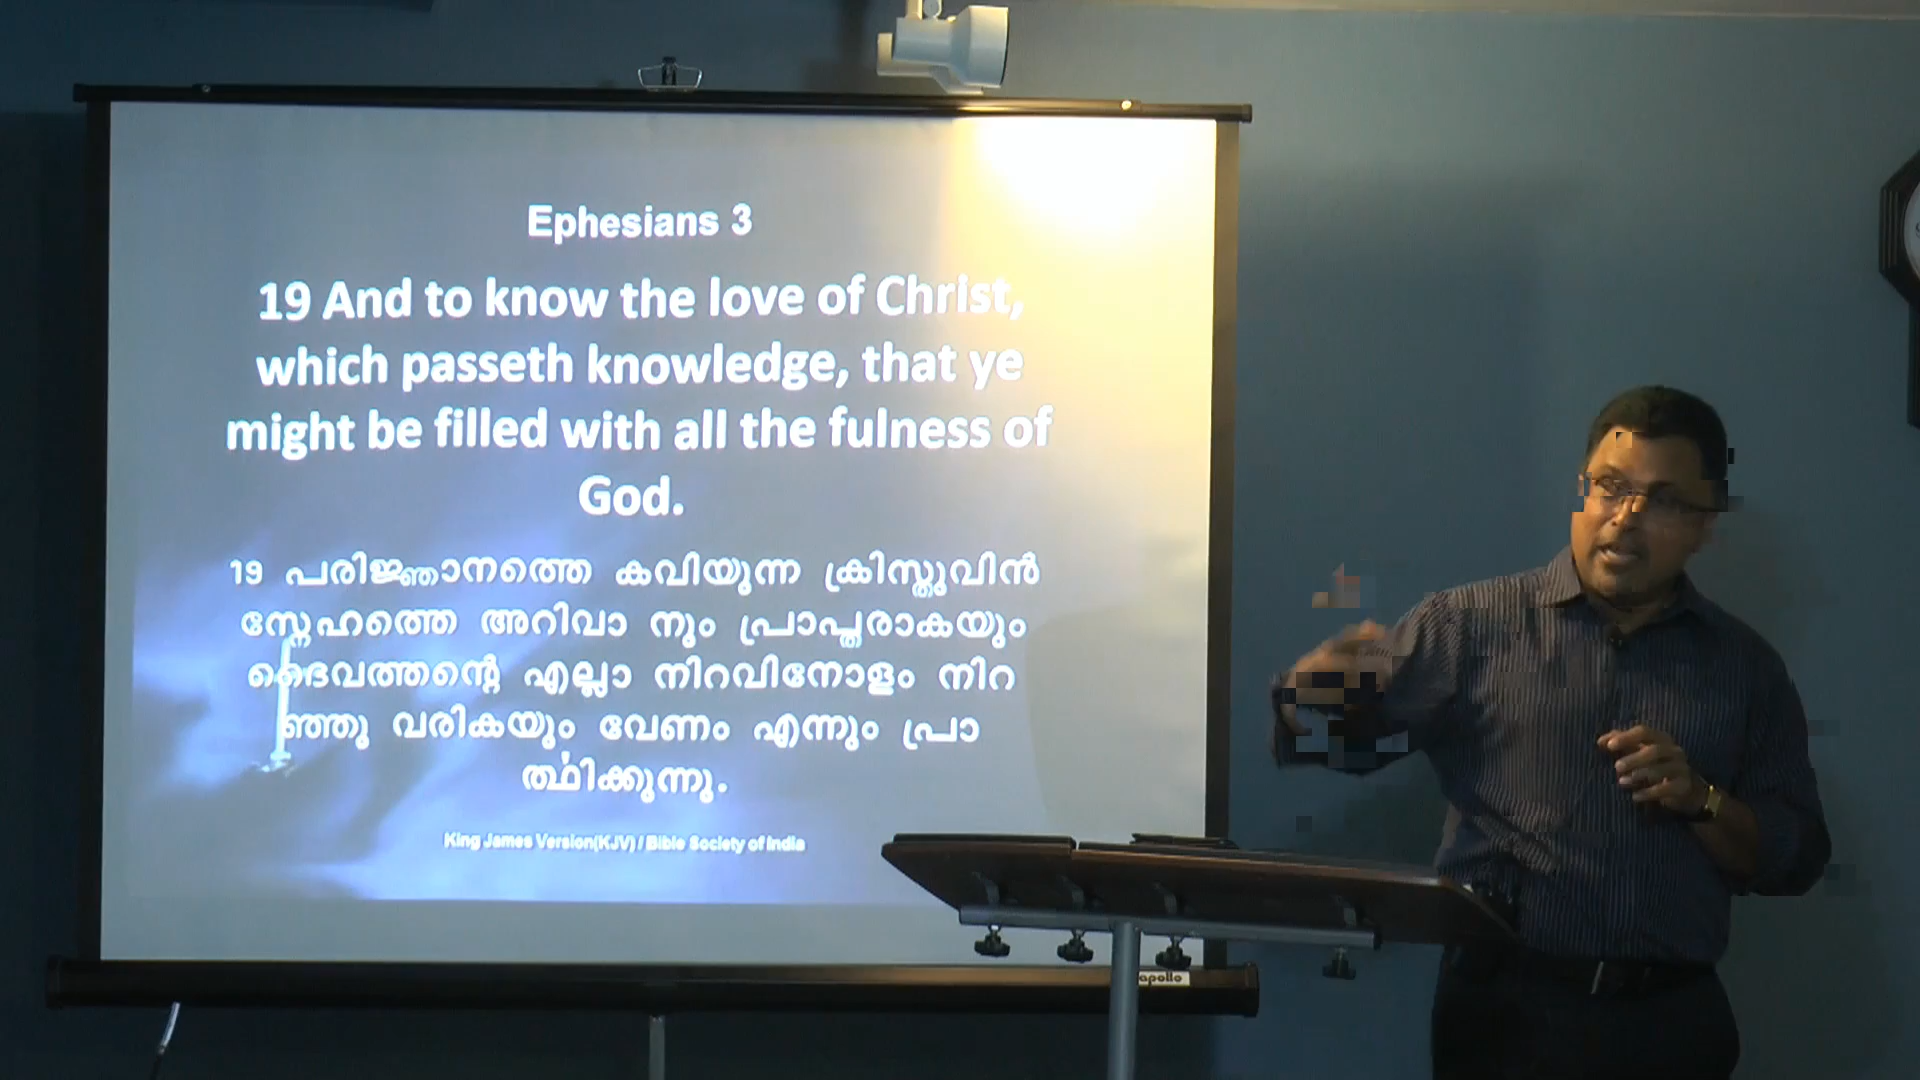 Ephesians 3
19 And to know the love of Christ,
which passeth knowledge, that ye
might be filled with all the fulness of
God.
19 പരിജ്ഞാനത്തെ കവിയുന്ന ക്രിസ്തുവിൻ
സ്നേഹത്തെ അറിവാ നും പ്രാപ്തരാകയും
ദൈവത്തന്റെ എല്ലാ നിറവിനോളം നിറ
ഞ്ഞു വരികയും വേണം എന്നും പ്രാ
ർത്ഥിക്കുന്നു.
King James Version(KJV) / Bible Society of India
apollo